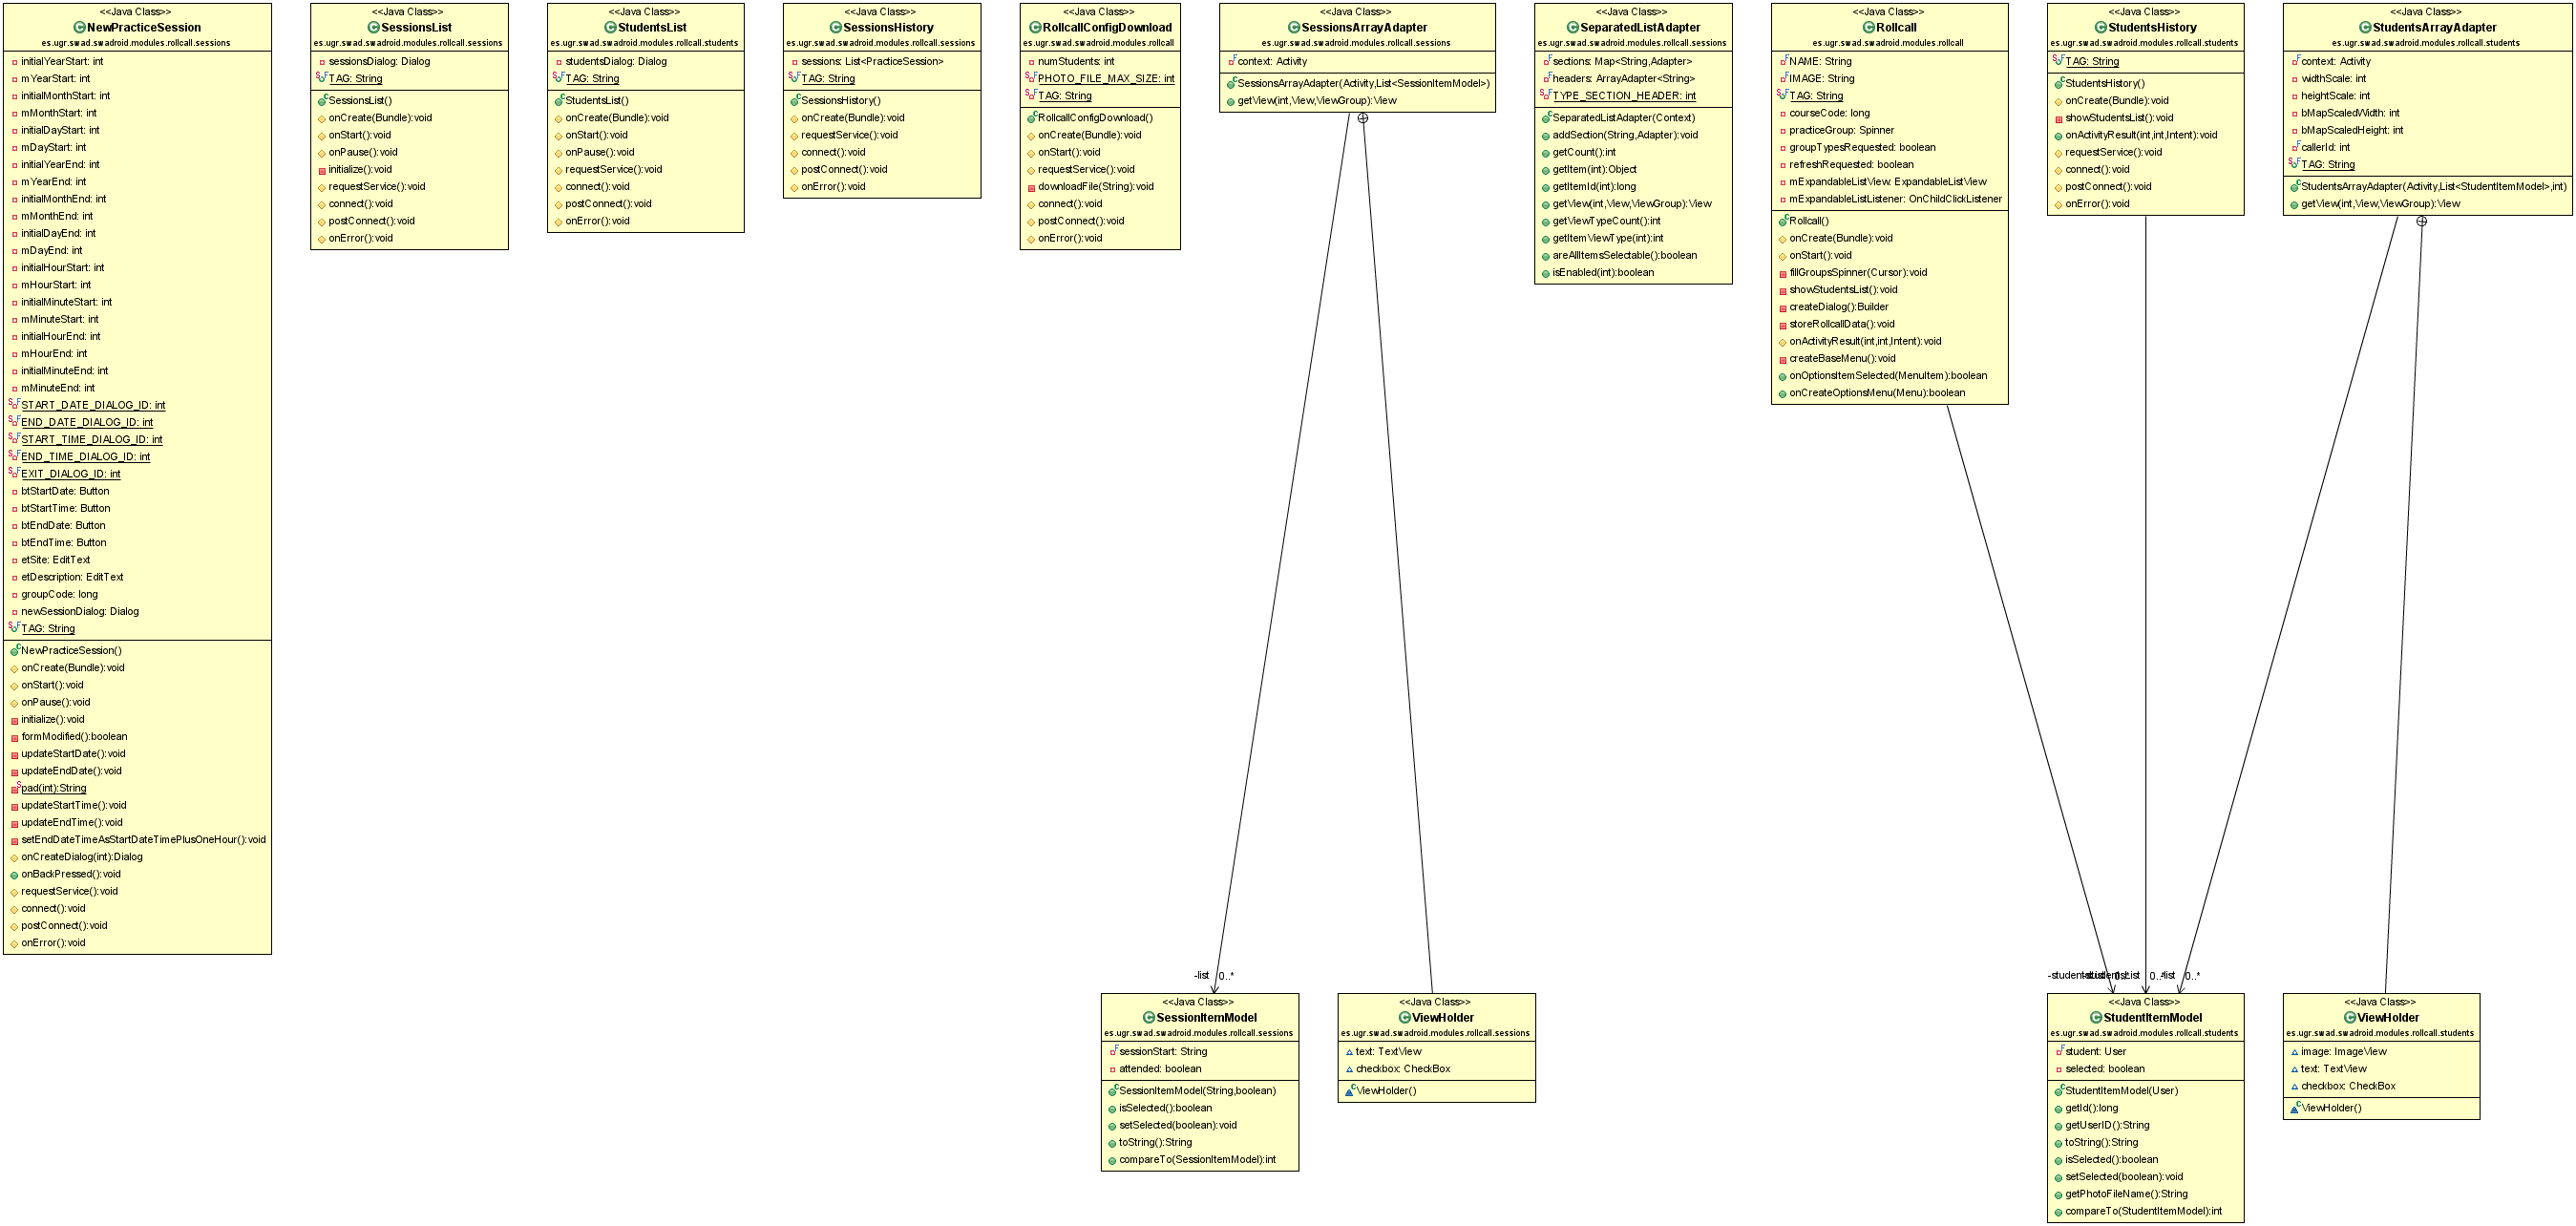 <<Java Class>>
NewPracticeSession
es.ugr.swad.swadroid.modules.rollcall.sessions
initialYearStart: int
mYearStart: int
initialMonthStart: int
mMonthStart: int
initialDayStart: int
mDayStart: int
initialYearEnd: int
mYearEnd: int
initialMonthEnd: int
mMonthEnd: int
initialDayEnd: int
mDayEnd: int
initialHourStart: int
mHourStart: int
initialMinuteStart: int
mMinuteStart: int
initialHourEnd: int
mHourEnd: int
initialMinuteEnd: int
mMinuteEnd: int
START_DATE_DIALOG_ID: int
END_DATE_DIALOG_ID: int
START_TIME_DIALOG_ID: int
END_TIME_DIALOG_ID: int
EXIT_DIALOG_ID: int
btStartDate: Button
btStartTime: Button
btEndDate: Button
btEndTime: Button
etSite: EditText
etDescription: EditText
groupCode: long
newSessionDialog: Dialog
TAG: String
NewPracticeSession()
onCreate(Bundle):void
onStart():void
onPause():void
initialize():void
formModified():boolean
updateStartDate():void
updateEndDate():void
pad(int):String
updateStartTime():void
updateEndTime():void
setEndDateTimeAsStartDateTimePlusOneHour():void
onCreateDialog(int):Dialog
onBackPressed():void
requestService():void
connect():void
postConnect():void
onError():void
<<Java Class>>
SessionsList
es.ugr.swad.swadroid.modules.rollcall.sessions
sessionsDialog: Dialog
TAG: String
SessionsList()
onCreate(Bundle):void
onStart():void
onPause():void
initialize():void
requestService():void
connect():void
postConnect():void
onError():void
<<Java Class>>
StudentsList
es.ugr.swad.swadroid.modules.rollcall.students
studentsDialog: Dialog
TAG: String
StudentsList()
onCreate(Bundle):void
onStart():void
onPause():void
requestService():void
connect():void
postConnect():void
onError():void
<<Java Class>>
SessionsHistory
es.ugr.swad.swadroid.modules.rollcall.sessions
sessions: List<PracticeSession>
TAG: String
SessionsHistory()
onCreate(Bundle):void
requestService():void
connect():void
postConnect():void
onError():void
<<Java Class>>
RollcallConfigDownload
es.ugr.swad.swadroid.modules.rollcall
numStudents: int
PHOTO_FILE_MAX_SIZE: int
TAG: String
RollcallConfigDownload()
onCreate(Bundle):void
onStart():void
requestService():void
downloadFile(String):void
connect():void
postConnect():void
onError():void
<<Java Class>>
SessionsArrayAdapter
es.ugr.swad.swadroid.modules.rollcall.sessions
context: Activity
SessionsArrayAdapter(Activity,List<SessionItemModel>)
getView(int,View,ViewGroup):View
<<Java Class>>
SeparatedListAdapter
es.ugr.swad.swadroid.modules.rollcall.sessions
sections: Map<String,Adapter>
headers: ArrayAdapter<String>
TYPE_SECTION_HEADER: int
SeparatedListAdapter(Context)
addSection(String,Adapter):void
getCount():int
getItem(int):Object
getItemId(int):long
getView(int,View,ViewGroup):View
getViewTypeCount():int
getItemViewType(int):int
areAllItemsSelectable():boolean
isEnabled(int):boolean
<<Java Class>>
Rollcall
es.ugr.swad.swadroid.modules.rollcall
NAME: String
IMAGE: String
TAG: String
courseCode: long
practiceGroup: Spinner
groupTypesRequested: boolean
refreshRequested: boolean
mExpandableListView: ExpandableListView
mExpandableListListener: OnChildClickListener
Rollcall()
onCreate(Bundle):void
onStart():void
fillGroupsSpinner(Cursor):void
showStudentsList():void
createDialog():Builder
storeRollcallData():void
onActivityResult(int,int,Intent):void
createBaseMenu():void
onOptionsItemSelected(MenuItem):boolean
onCreateOptionsMenu(Menu):boolean
<<Java Class>>
StudentsHistory
es.ugr.swad.swadroid.modules.rollcall.students
TAG: String
StudentsHistory()
onCreate(Bundle):void
showStudentsList():void
onActivityResult(int,int,Intent):void
requestService():void
connect():void
postConnect():void
onError():void
<<Java Class>>
StudentsArrayAdapter
es.ugr.swad.swadroid.modules.rollcall.students
context: Activity
widthScale: int
heightScale: int
bMapScaledWidth: int
bMapScaledHeight: int
callerId: int
TAG: String
StudentsArrayAdapter(Activity,List<StudentItemModel>,int)
getView(int,View,ViewGroup):View
-list 0..*
<<Java Class>>
SessionItemModel
es.ugr.swad.swadroid.modules.rollcall.sessions
sessionStart: String
attended: boolean
SessionItemModel(String,boolean)
isSelected():boolean
setSelected(boolean):void
toString():String
compareTo(SessionItemModel):int
<<Java Class>>
ViewHolder
es.ugr.swad.swadroid.modules.rollcall.sessions
text: TextView
checkbox: CheckBox
ViewHolder()
-list 0..*
<<Java Class>>
StudentItemModel
es.ugr.swad.swadroid.modules.rollcall.students
student: User
selected: boolean
StudentItemModel(User)
getId():long
getUserID():String
toString():String
isSelected():boolean
setSelected(boolean):void
getPhotoFileName():String
compareTo(StudentItemModel):int
<<Java Class>>
ViewHolder
es.ugr.swad.swadroid.modules.rollcall.students
image: ImageView
text: TextView
checkbox: CheckBox
ViewHolder()